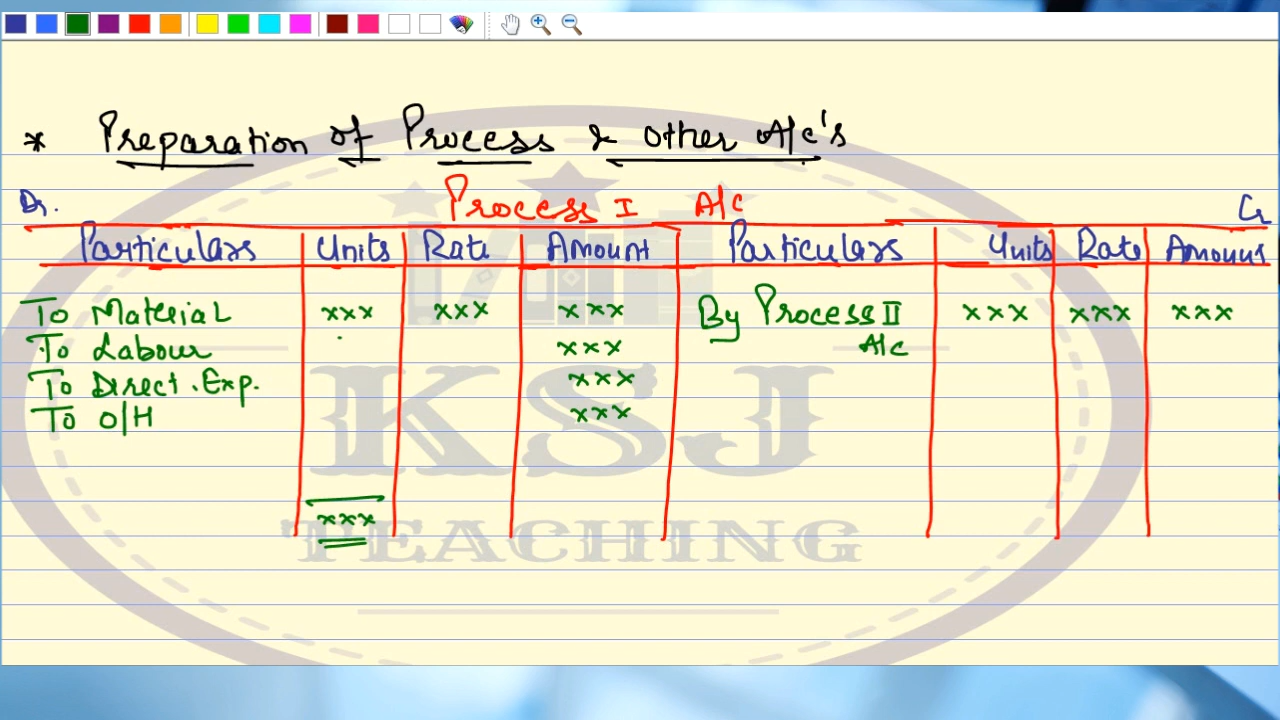 * Preparation of Process & other A/c's
Dr. Process I A/c Cr
Particulars Units Rate Amount Particulars Units Rate Amount
To Material xxx xxx xxx By Process II xxx xxx xxx
To Labour xxx A/c
To Direct. Exp. xxx
To O/H xxx
xxx
KSJ
TEACHING